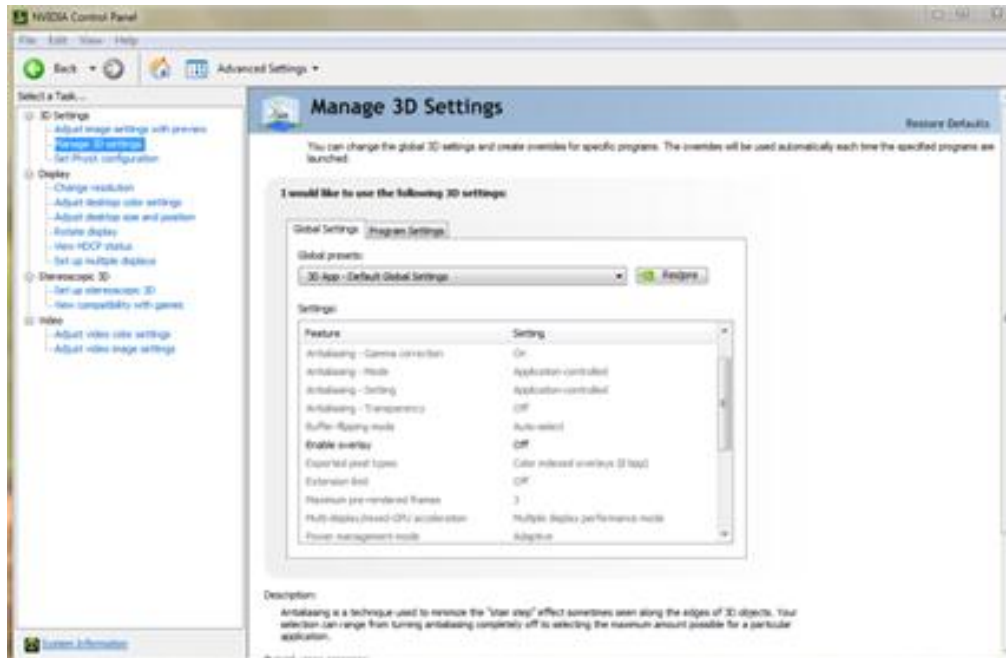 NVIDIA Control Panel
File Edit View Help
Back Advanced Settings
Select a Task...
3D Settings
Adjust image settings with preview
Manage 3D settings
Set PhysX configuration
Display
Change resolution
Adjust desktop color settings
Adjust desktop size and position
Rotate display
View HDCP status
Set up multiple displays
Stereoscopic 3D
Set up stereoscopic 3D
View compatibility with games
Video
Adjust video color settings
Adjust video image settings
System Information
Manage 3D Settings
Restore Defaults
You can change the global 3D settings and create overrides for specific programs. The overrides will be used automatically each time the specified programs are
launched.
I would like to use the following 3D settings:
Global Settings Program Settings
Global presets:
3D App - Default Global Settings Restore
Settings:
Feature Setting
Antialiasing - Gamma correction On
Antialiasing - Mode Application-controlled
Antialiasing - Setting Application-controlled
Antialiasing - Transparency Off
Buffer-flipping mode Auto-select
Enable overlay Off
Exported pixel types Color indexed overlays (8 bpp)
Extension limit Off
Maximum pre-rendered frames 3
Multi-display/mixed-GPU acceleration Multiple display performance mode
Power management mode Adaptive
Description:
Antialiasing is a technique used to minimize the "stair step" effect sometimes seen along the edges of 3D objects. Your
selection can range from turning antialiasing completely off to selecting the maximum amount possible for a particular
application.